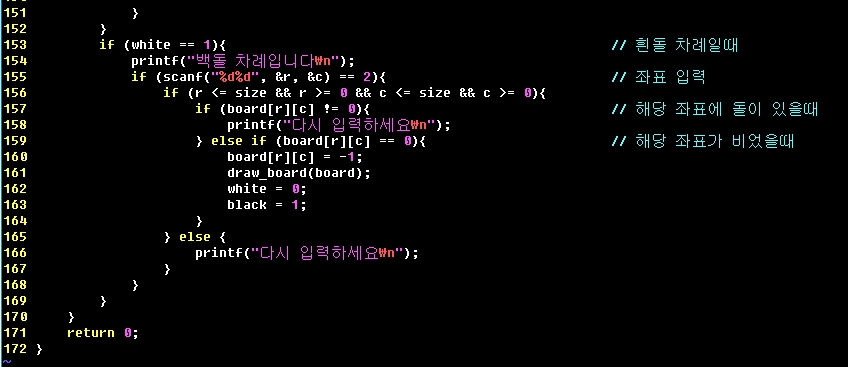 151 }
152 }
153 if (white == 1){ // 흰돌 차례일때
154 printf("백돌 차례입니다₩n");
155 if (scanf("%d%d", &r, &c) == 2){ // 좌표 입력
156 if (r <= size && r >= 0 && c <= size && c >= 0){
157 if (board[r][c] != 0){ // 해당 좌표에 돌이 있을때
158 printf("다시 입력하세요₩n");
159 } else if (board[r][c] == 0){ // 해당 좌표가 비었을때
160 board[r][c] = -1;
161 draw_board(board);
162 white = 0;
163 black = 1;
164 }
165 } else {
166 printf("다시 입력하세요₩n");
167 }
168 }
169 }
170 }
171 return 0;
172 }
~